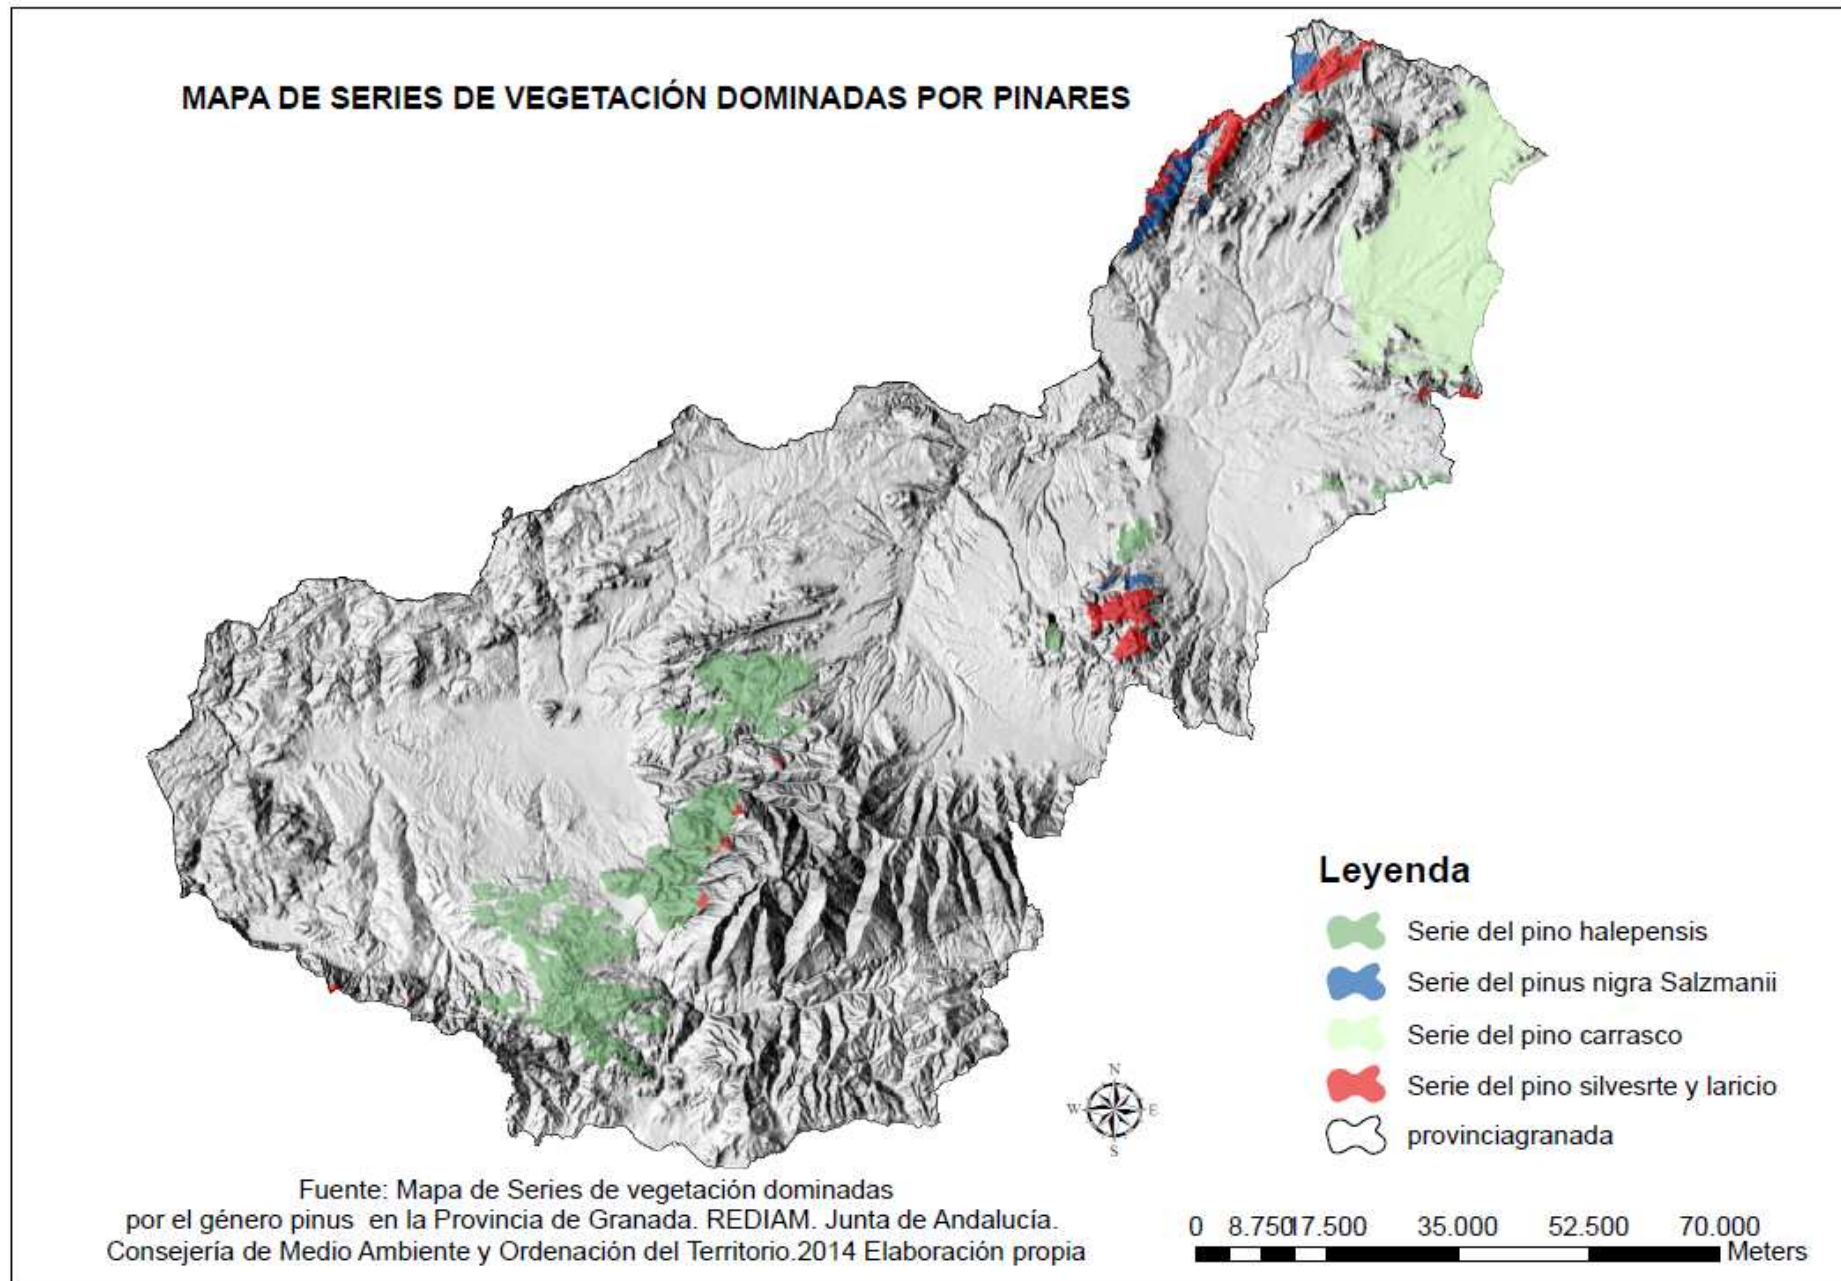 MAPA DE SERIES DE VEGETACIÓN DOMINADAS POR PINARES
Leyenda
Serie del pino halepensis
Serie del pinus nigra Salzmanii
Serie del pino carrasco
Serie del pino silvesrte y laricio
provinciagranada
N
W E
S
Fuente: Mapa de Series de vegetación dominadas
por el género pinus en la Provincia de Granada. REDIAM. Junta de Andalucía.
Consejería de Medio Ambiente y Ordenación del Territorio.2014 Elaboración propia
0 8.750 17.500 35.000 52.500 70.000
Meters